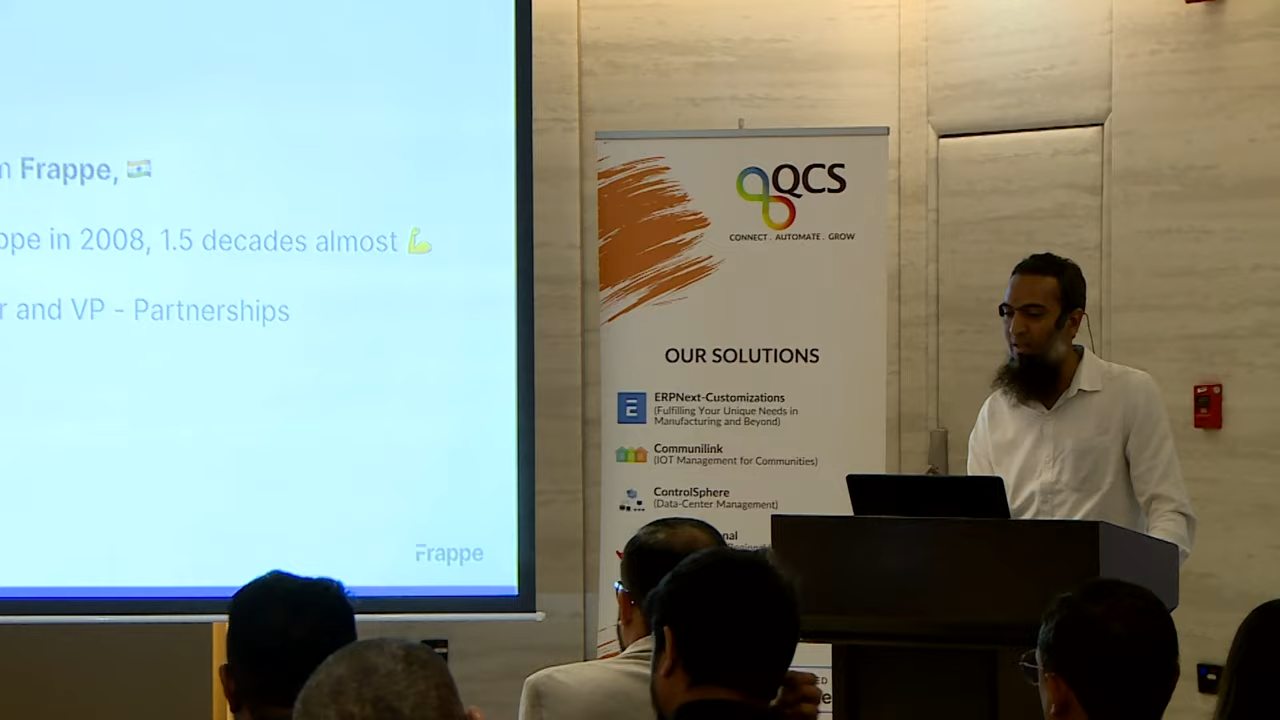 Frappe, 🇮🇳
in 2008, 1.5 decades almost 💪
and VP - Partnerships
Frappe
QCS
CONNECT . AUTOMATE . GROW
OUR SOLUTIONS
ERPNext-Customizations
(Fulfilling Your Unique Needs in
Manufacturing and Beyond)
Communilink
(IOT Management for Communities)
ControlSphere
(Data-Center Management)